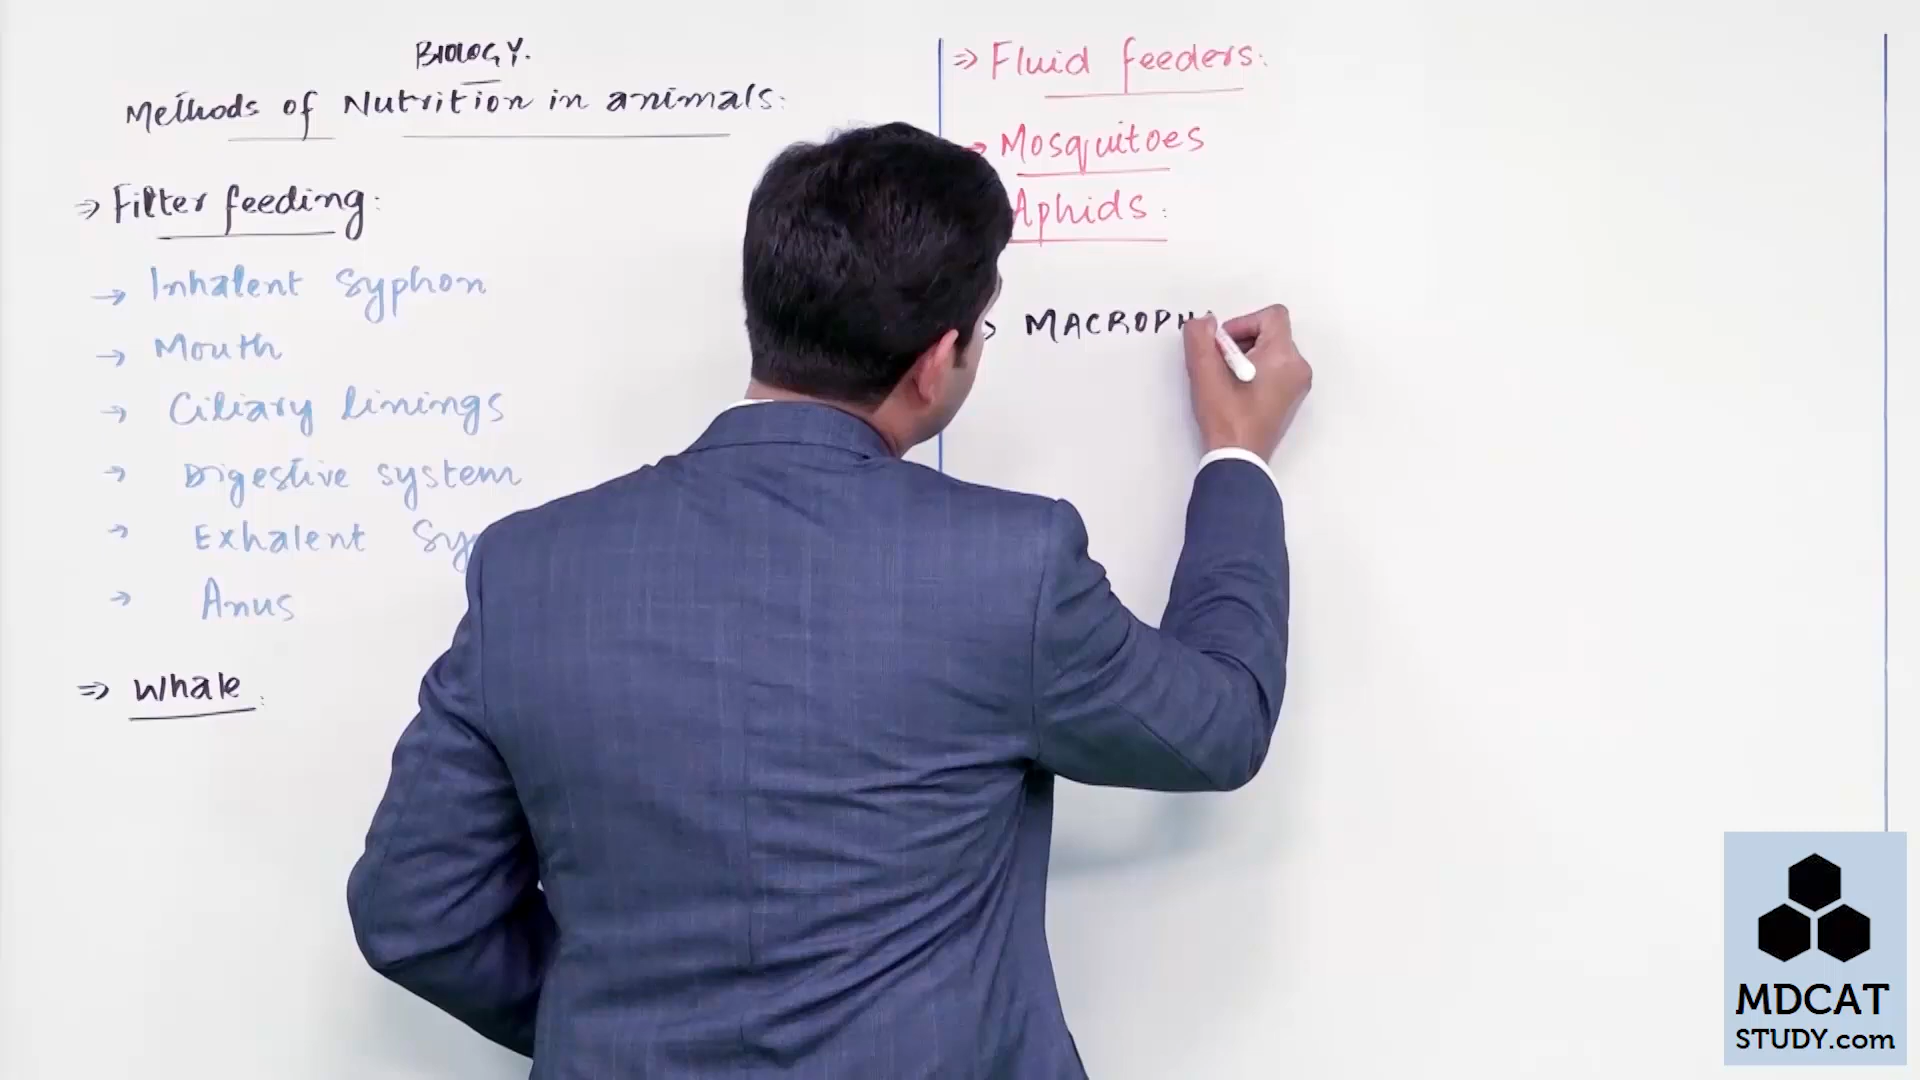 BIOLOGY.
Methods of Nutrition in animals:
⇒ Filter feeding:
→ Inhalent Syphon
→ Mouth
→ Ciliary linings
→ Digestive system
→ Exhalent
→ Anus
⇒ Whale:
⇒ Fluid feeders:
Mosquitoes
Aphids:
MDCAT
STUDY.com